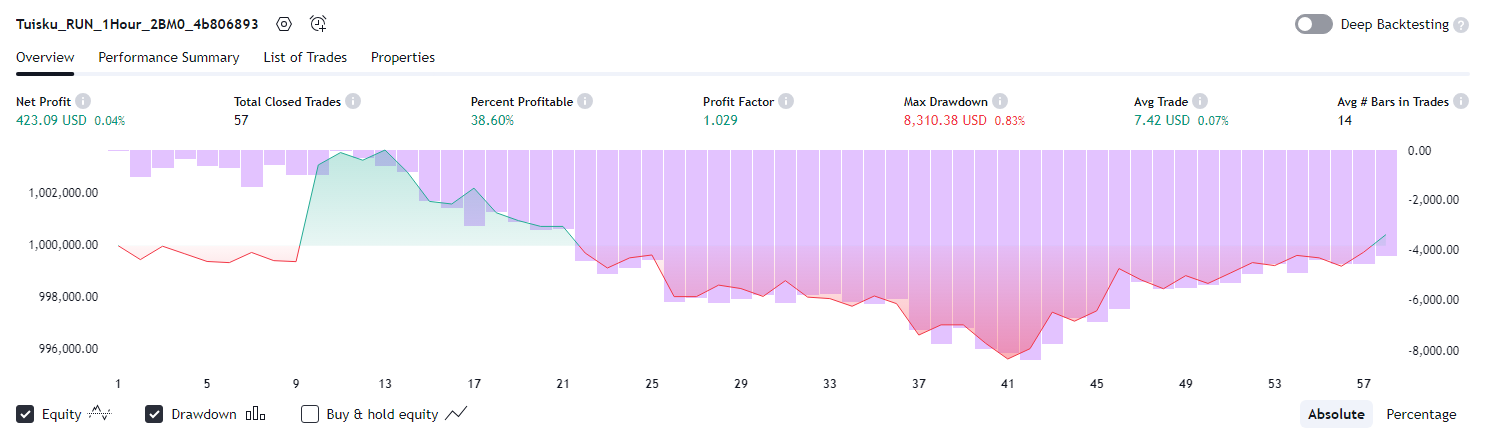 Tuisku_RUN_1Hour_2BM0_4b806893
Deep Backtesting ?
Overview Performance Summary List of Trades Properties
Net Profit i Total Closed Trades i Percent Profitable i Profit Factor i Max Drawdown i Avg Trade i Avg # Bars in Trades i
423.09 USD 0.04% 57 38.60% 1.029 8,310.38 USD 0.83% 7.42 USD 0.07% 14
0.00
1,002,000.00 -2,000.00
1,000,000.00 -4,000.00
998,000.00 -6,000.00
996,000.00 -8,000.00
1 5 9 13 17 21 25 29 33 37 41 45 49 53 57
Equity Drawdown Buy & hold equity Absolute Percentage